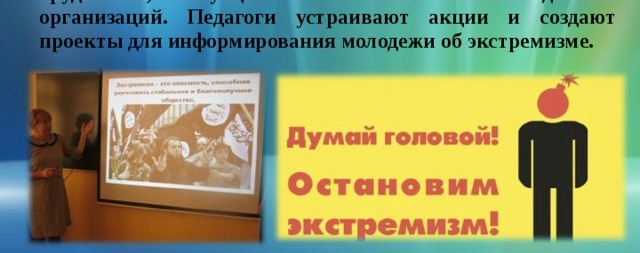 организаций. Педагоги устраивают акции и создают
проекты для информирования молодежи об экстремизме.
Экстремизм – это опасность, способная
уничтожить стабильное и благополучное
общество.
Думай головой!
Остановим
экстремизм!